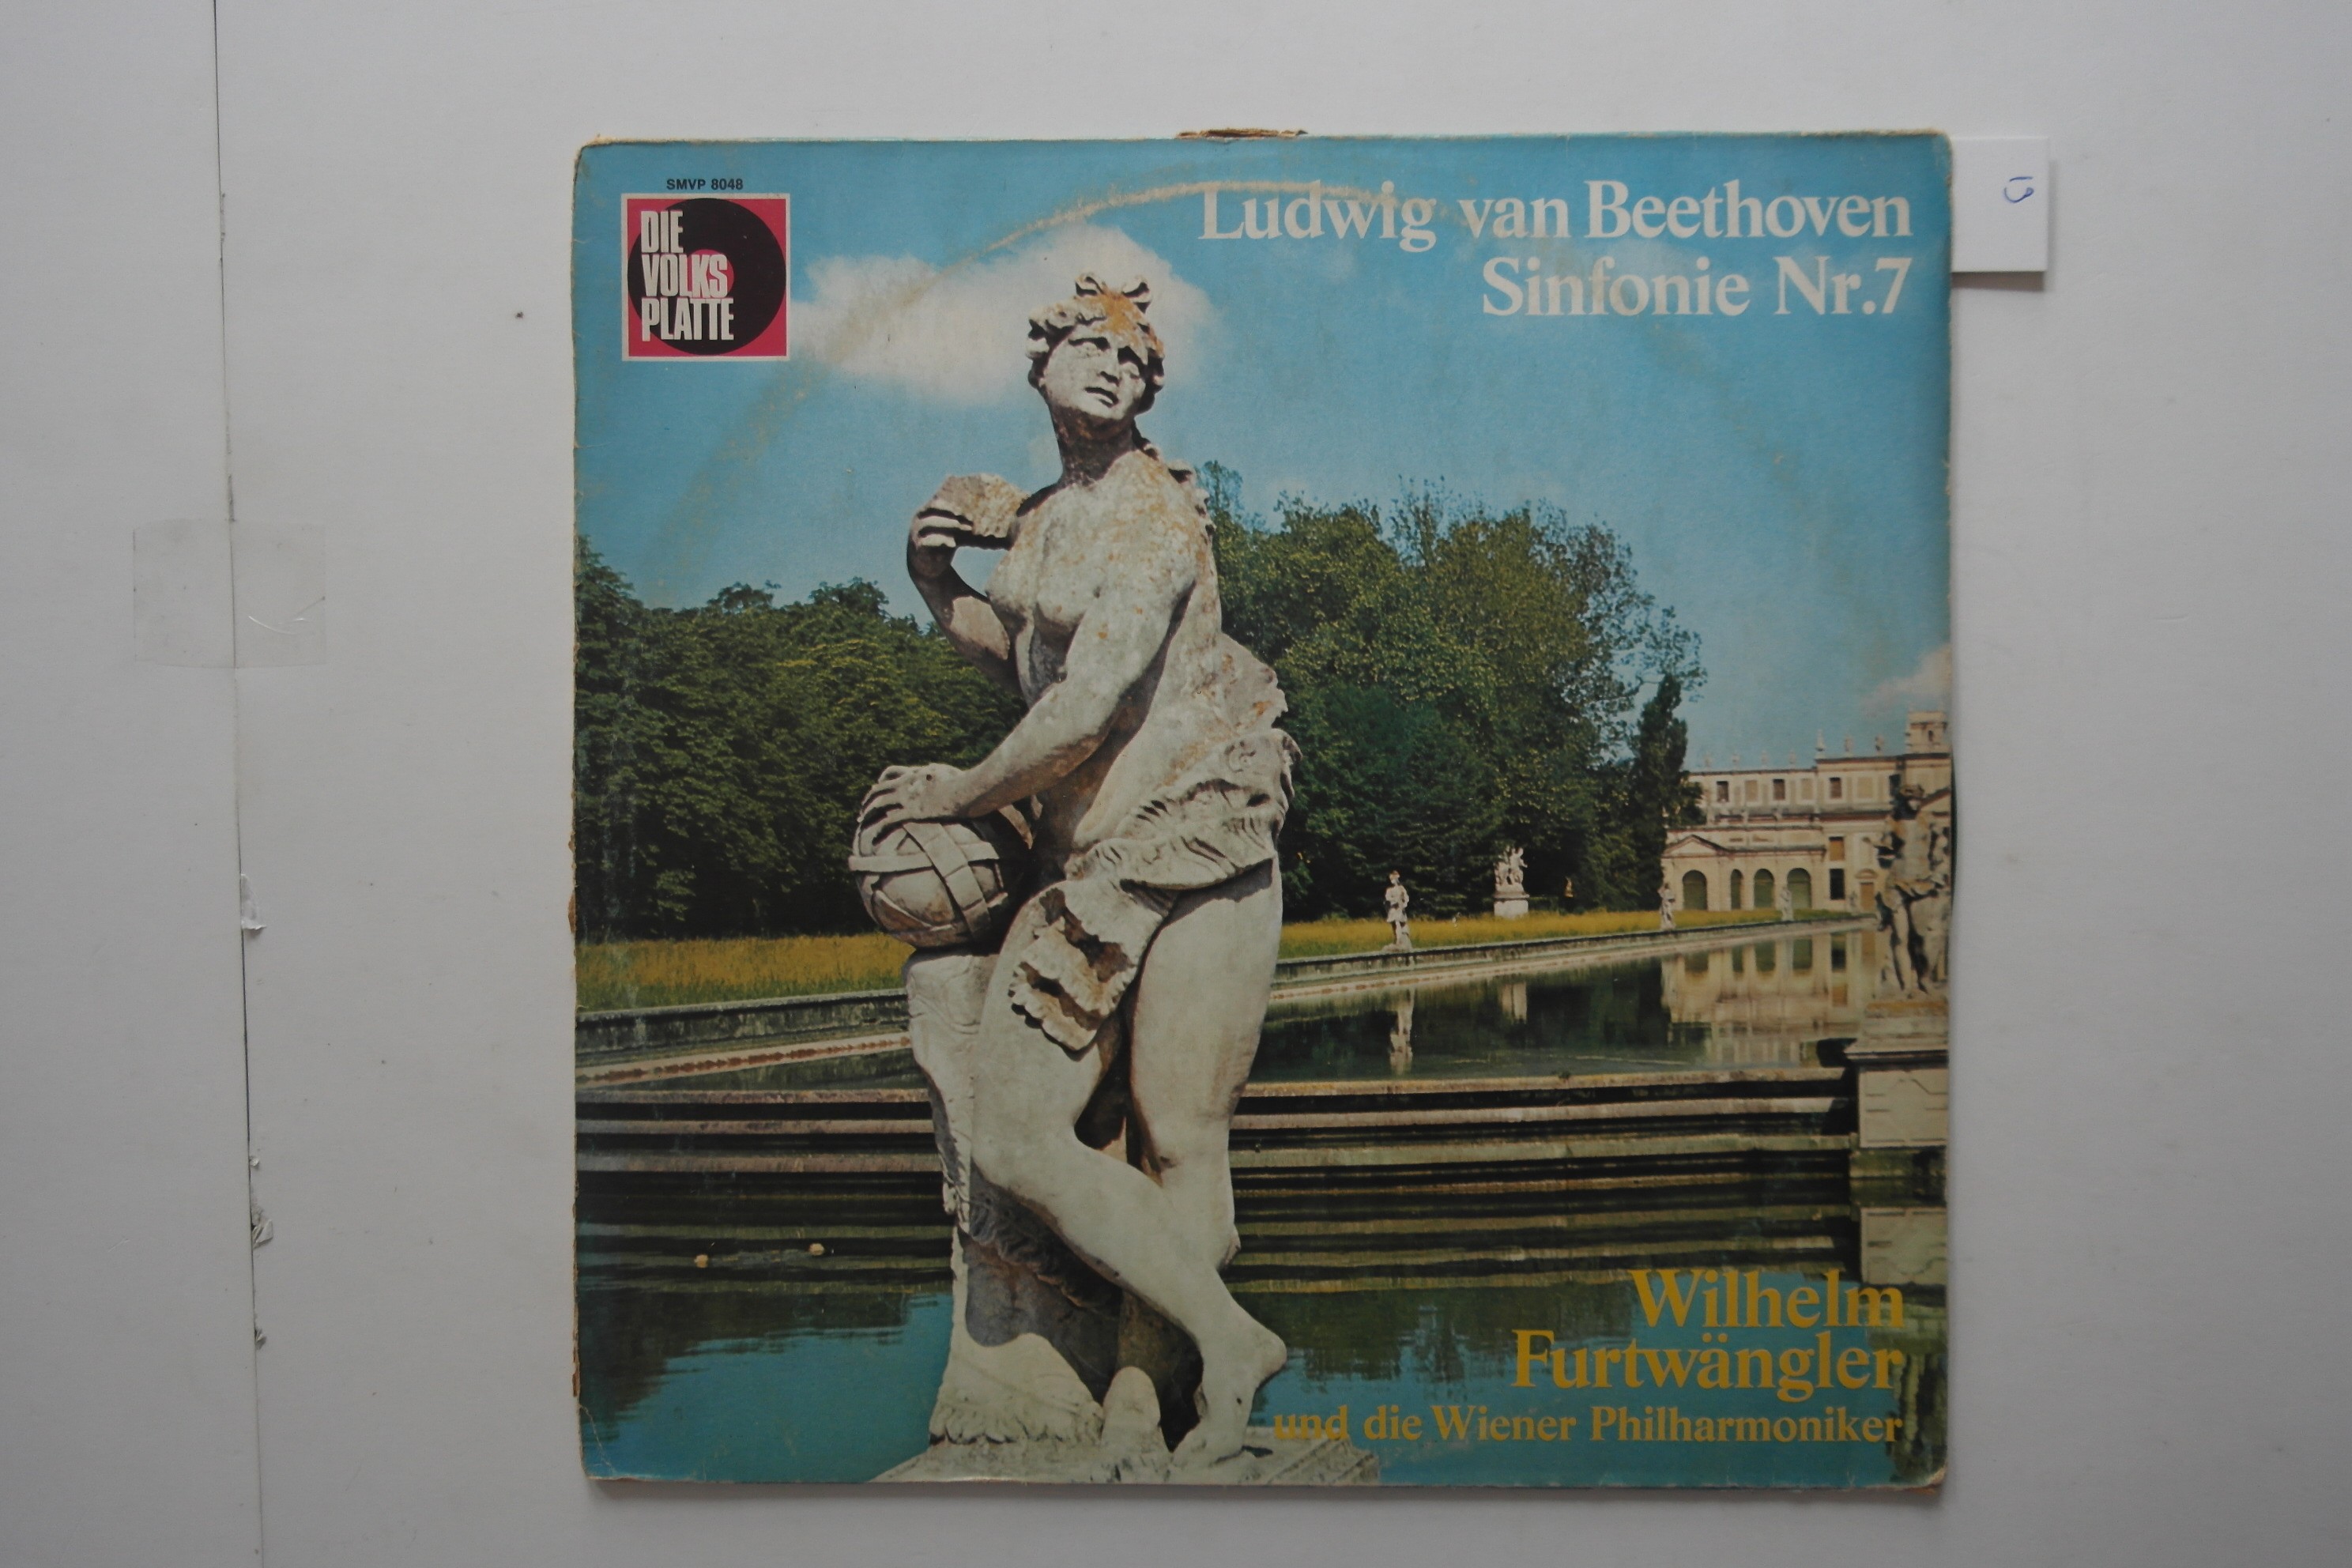 SMVP 8048
DIE
VOLKS
PLATTE
Ludwig van Beethoven
Sinfonie Nr.7
Wilhelm
Furtwängler
und die Wiener Philharmoniker